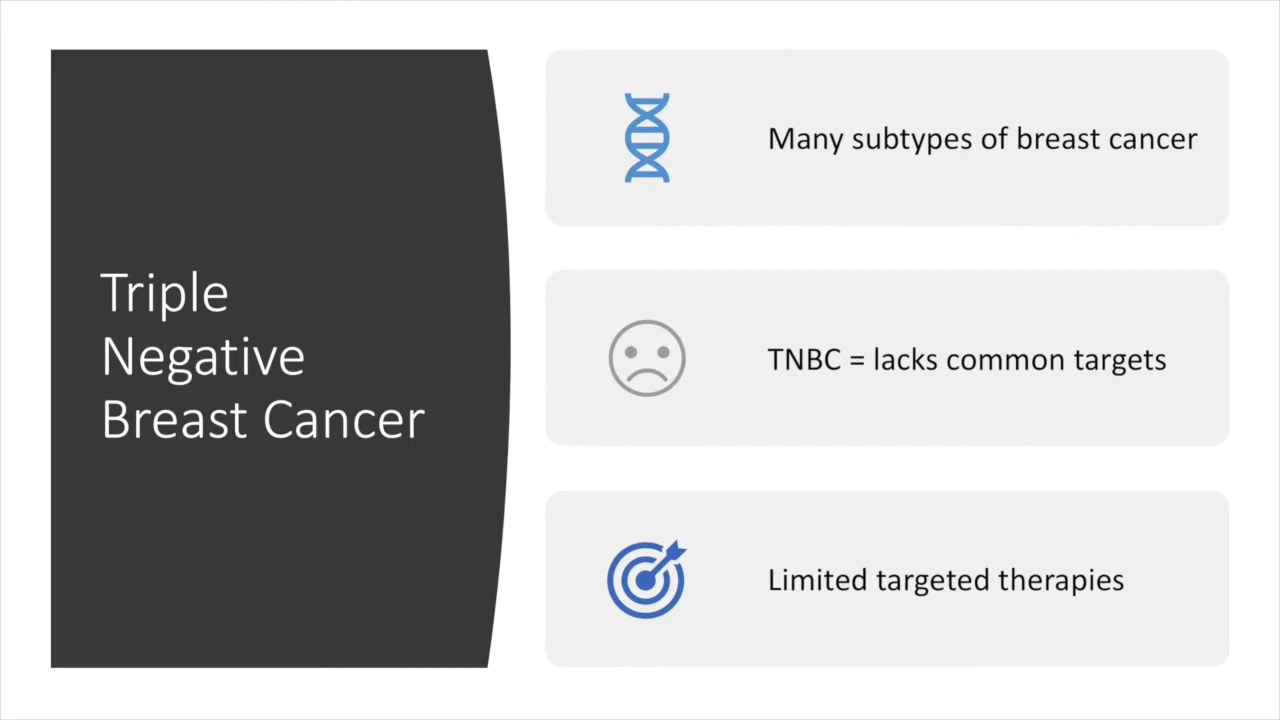 Triple
Negative
Breast Cancer
Many subtypes of breast cancer
TNBC = lacks common targets
Limited targeted therapies